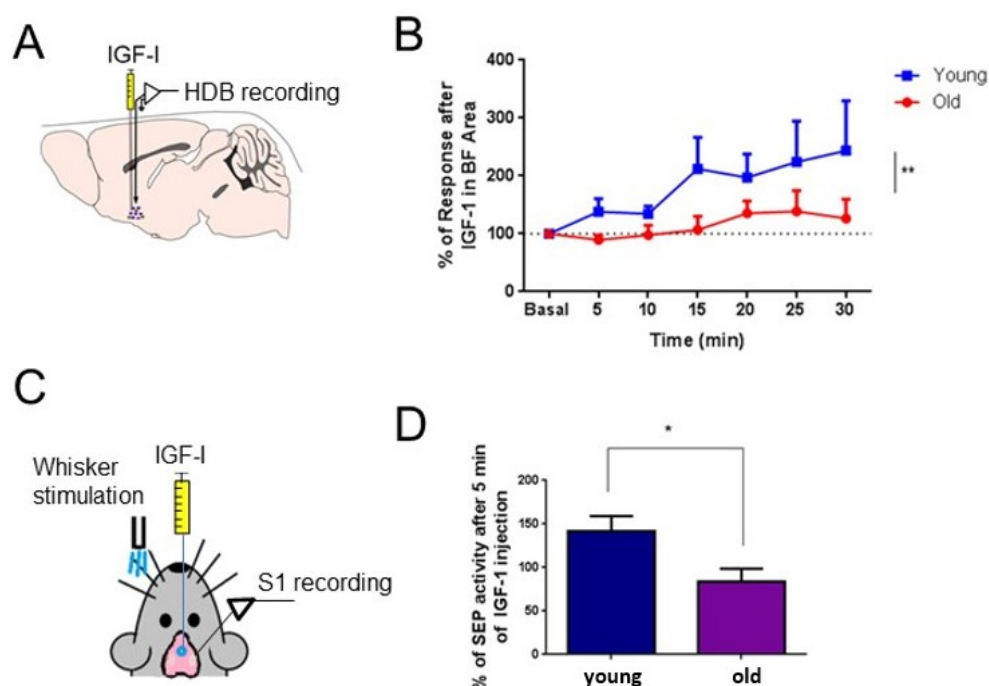 A
IGF-I
HDB recording
B
% of Response after
IGF-1 in BF Area
400
300
200
100
0
Basal 5 10 15 20 25 30
Time (min)
Young
Old
**
C
Whisker
stimulation
IGF-I
S1 recording
D
% of SEP activity after 5 min
of IGF-1 injection
200
150
100
50
0
*
young old